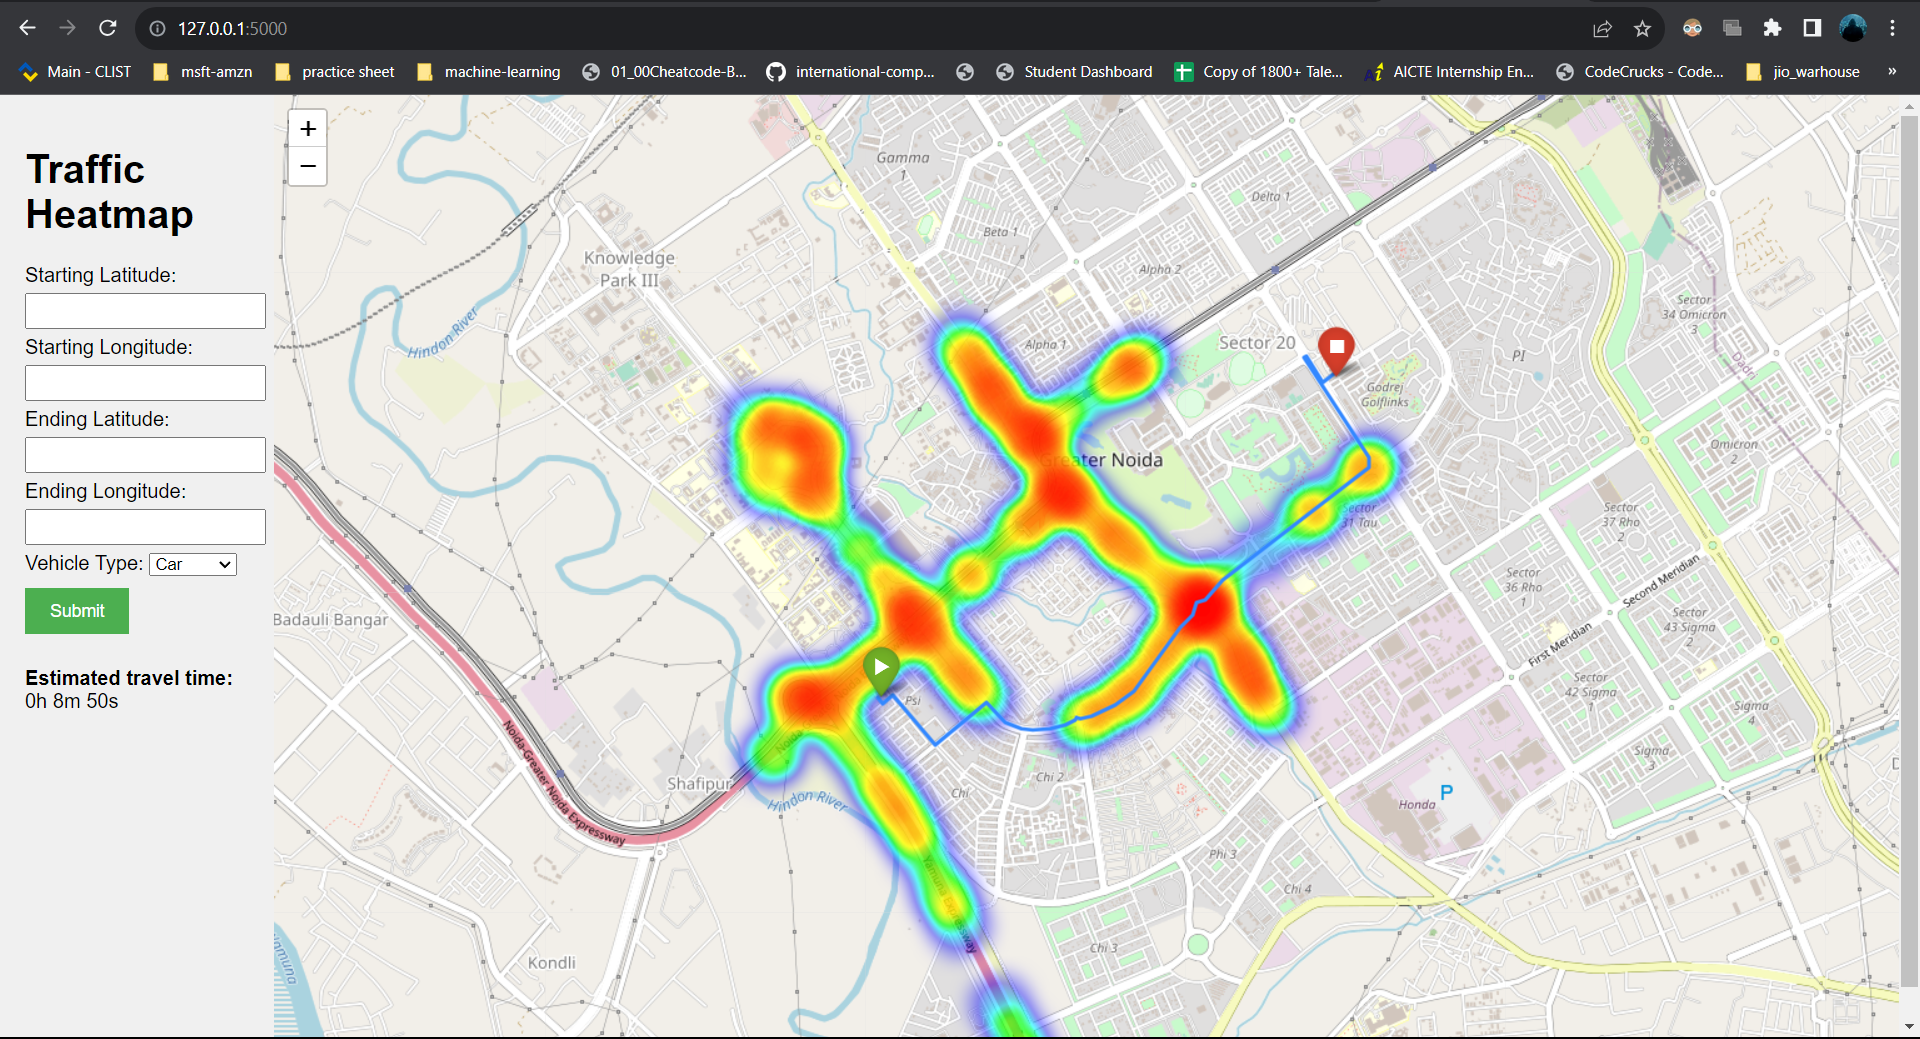 127.0.0.1:5000
Main - CLIST
msft-amzn
practice sheet
machine-learning
01_00Cheatcode-B...
international-comp...
Student Dashboard
Copy of 1800+ Tale...
AICTE Internship En...
CodeCrucks - Code...
jio_warhouse
»
+
−
Traffic
Heatmap
Starting Latitude:
Starting Longitude:
Ending Latitude:
Ending Longitude:
Vehicle Type: Car
Submit
Estimated travel time:
0h 8m 50s
Gamma
1
Delta 1
Beta 1
Alpha 2
Knowledge
Park III
Hindon River
Alpha 1
Sector 20
Godrej
Golflinks
PI
Sector
34 Omicron
3
Dadri
Omicron
2
Greater Noida
Sector
31 Tau
Sector
37 Rho
2
Sector
36 Rho
1
Second Meridian
First Meridian
Sector
43 Sigma
2
Sector
42 Sigma
1
Sigma
4
Sigma
3
Badauli Bangar
Noida-Greater Noida Expressway
Shafipur
Noida
Hindon River
Psi
Chi
Chi 2
Yamuna Expressway
Honda
P
Phi 3
Chi 4
Chi 3
Kondli